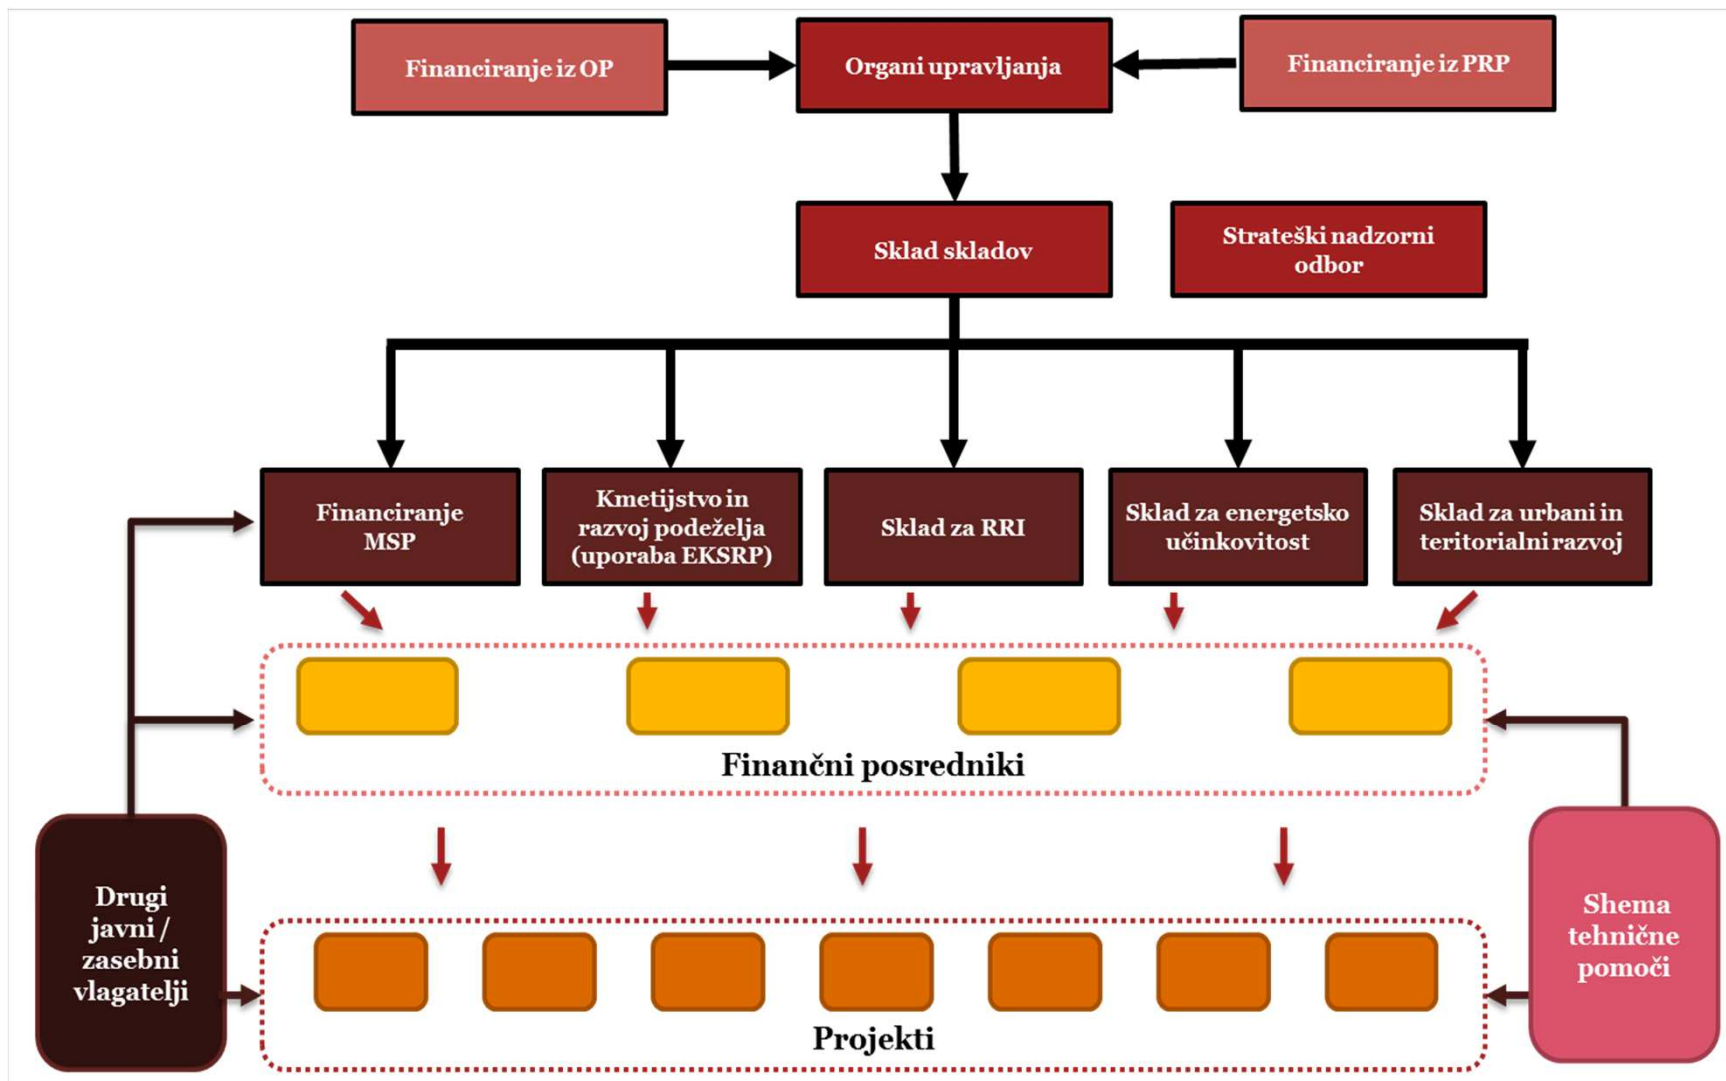 Financiranje iz OP
Organi upravljanja
Financiranje iz PRP
Sklad skladov
Strateški nadzorni
odbor
Financiranje
MSP
Kmetijstvo in
razvoj podeželja
(uporaba EKSRP)
Sklad za RRI
Sklad za energetsko
učinkovitost
Sklad za urbani in
teritorialni razvoj
Finančni posredniki
Drugi
javni /
zasebni
vlagatelji
Shema
tehnične
pomoči
Projekti